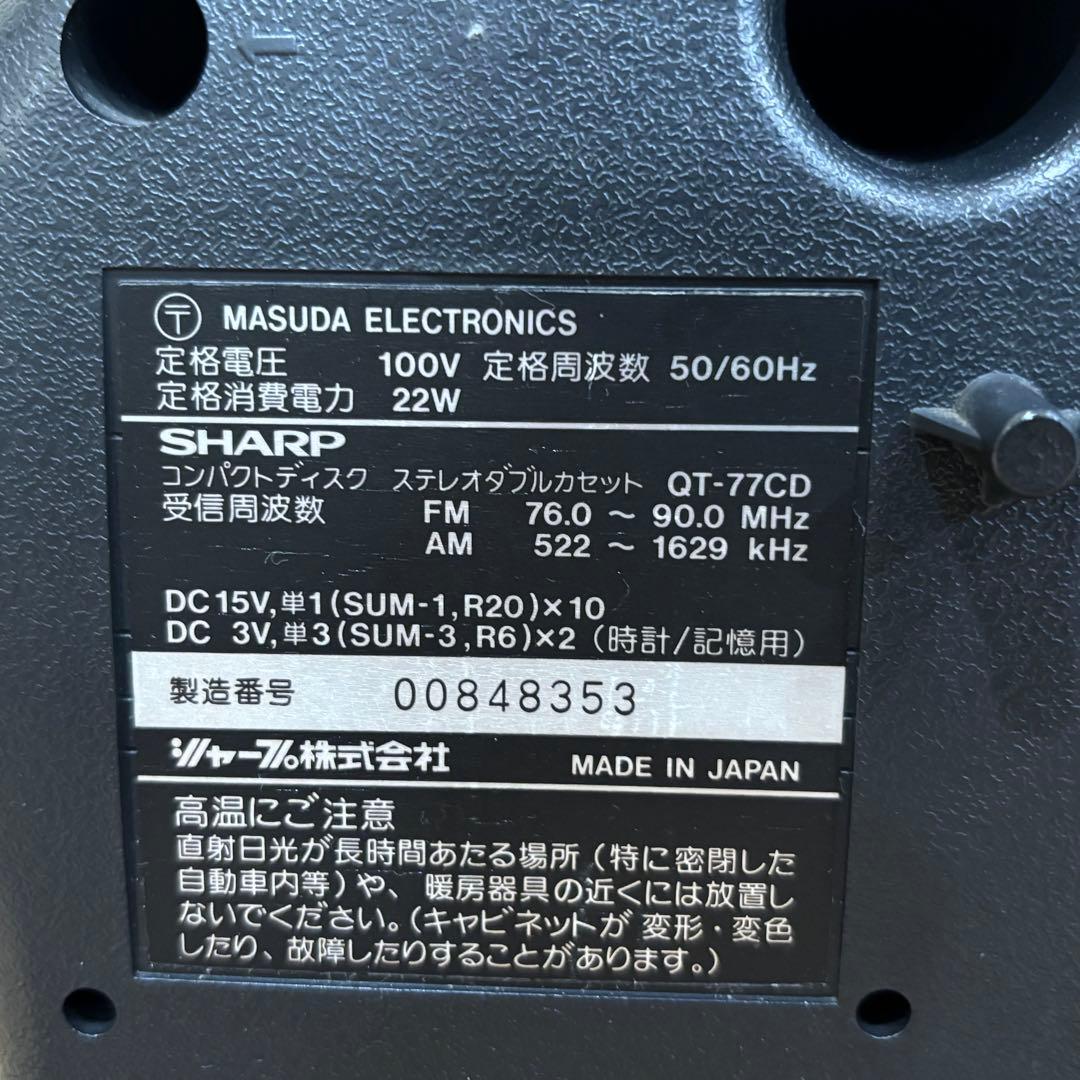 〶 MASUDA ELECTRONICS
定格電圧 100V 定格周波数 50/60Hz
定格消費電力 22W
SHARP
コンパクトディスク ステレオダブルカセット QT-77CD
受信周波数 FM 76.0 ～ 90.0 MHz
AM 522 ～ 1629 kHz
DC 15V, 単1(SUM-1, R20)×10
DC 3V, 単3(SUM-3, R6)×2 (時計/記憶用)
製造番号 00848353
シャープ株式会社 MADE IN JAPAN
高温にご注意
直射日光が長時間あたる場所(特に密閉した
自動車内等)や、暖房器具の近くには放置し
ないでください。(キャビネットが変形・変色
したり、故障したりすることがあります。)